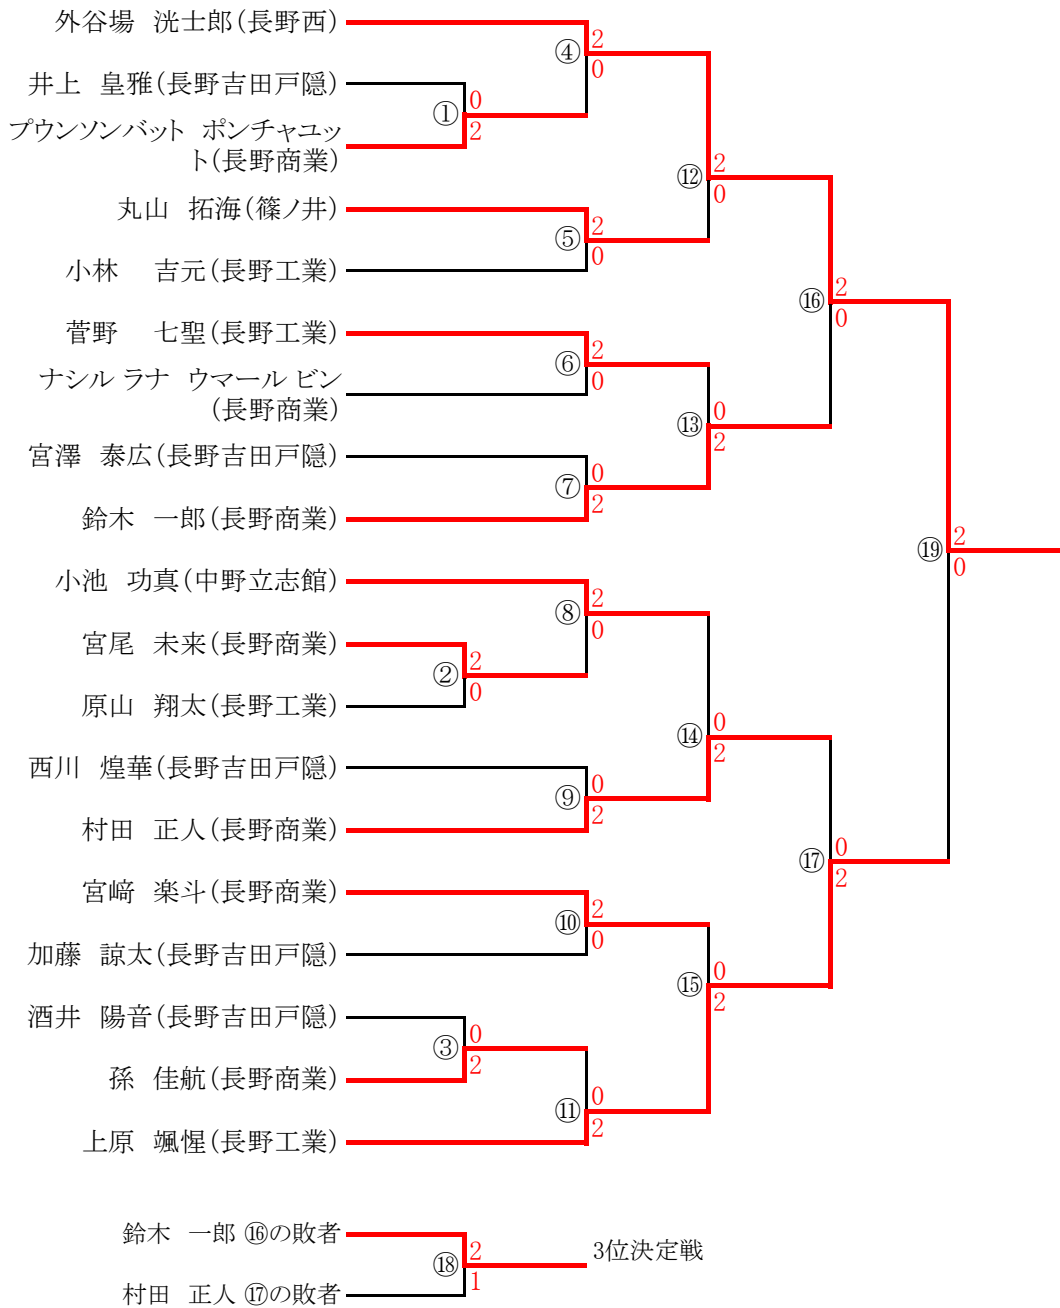 外谷場　洸士郎(長野西)
2
④
0
井上　皇雅(長野吉田戸隠)
0
①
2
プウンソンバット　ポンチャユッ
ト(長野商業)
2
⑫
0
丸山　拓海(篠ノ井)
2
⑤
0
小林　吉元(長野工業)
2
⑯
0
菅野　七聖(長野工業)
2
⑥
0
ナシル ラナ　ウマール ビン
(長野商業)
0
⑬
2
宮澤　泰広(長野吉田戸隠)
0
⑦
2
鈴木　一郎(長野商業)
2
⑲
0
小池　功真(中野立志館)
2
⑧
0
宮尾　未来(長野商業)
2
②
0
原山　翔太(長野工業)
0
⑭
2
西川　煌華(長野吉田戸隠)
0
⑨
2
村田　正人(長野商業)
0
⑰
2
宮﨑　楽斗(長野商業)
2
⑩
0
加藤　諒太(長野吉田戸隠)
0
⑮
2
酒井　陽音(長野吉田戸隠)
0
③
2
孫　佳航(長野商業)
0
⑪
2
上原　颯惺(長野工業)
鈴木　一郎 ⑯の敗者
2
⑱
1
3位決定戦
村田　正人 ⑰の敗者